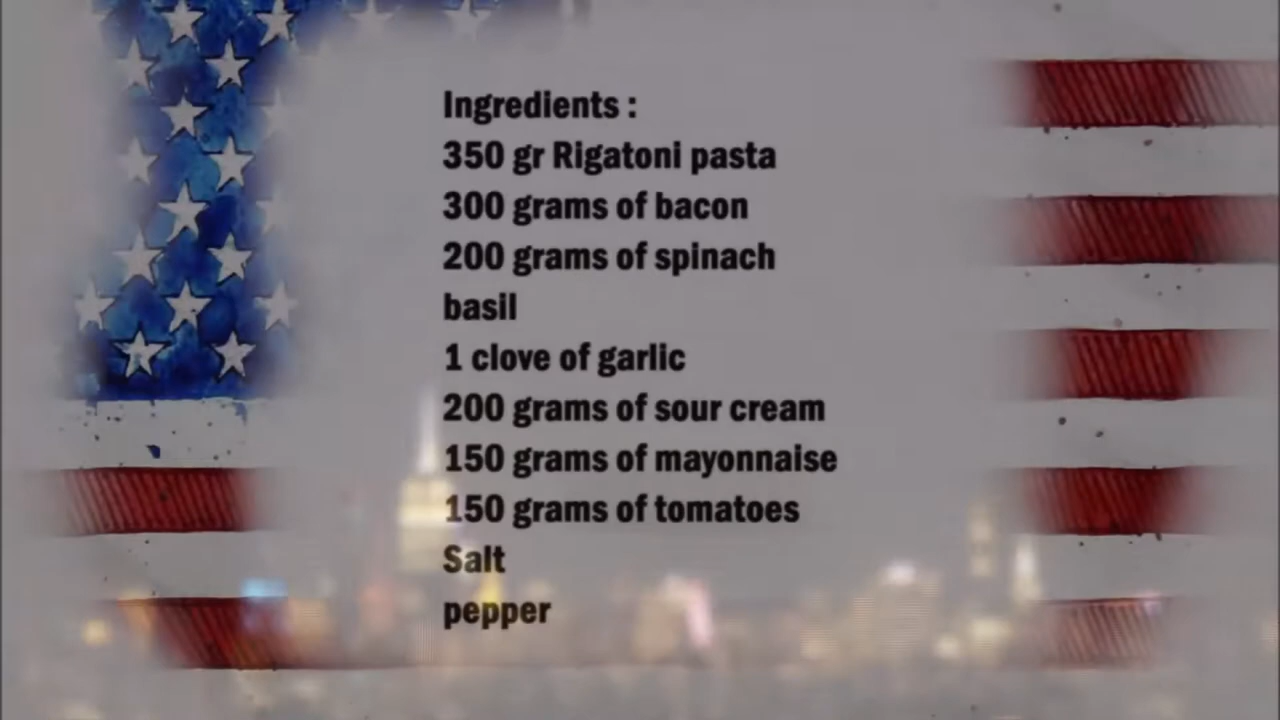 Ingredients :
350 gr Rigatoni pasta
300 grams of bacon
200 grams of spinach
basil
1 clove of garlic
200 grams of sour cream
150 grams of mayonnaise
150 grams of tomatoes
Salt
pepper